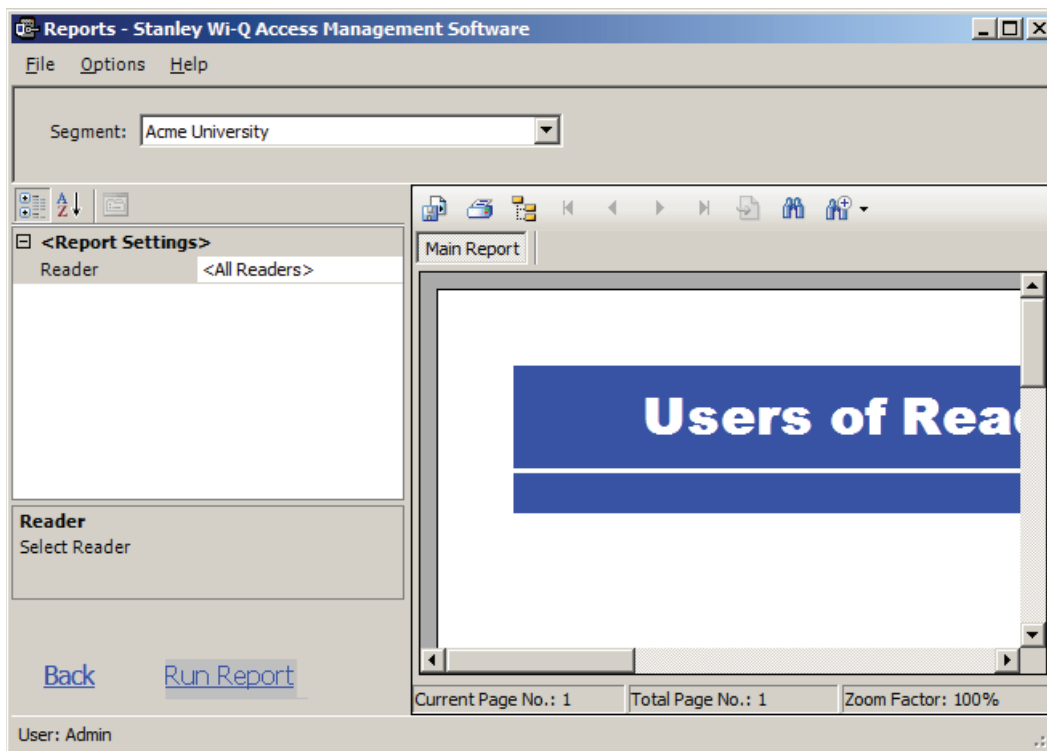 Reports - Stanley Wi-Q Access Management Software
File Options Help
Segment: Acme University
A
Z
Main Report
<Report Settings>
Reader <All Readers>
Users of Rea
Reader
Select Reader
Back Run Report
Current Page No.: 1 Total Page No.: 1 Zoom Factor: 100%
User: Admin